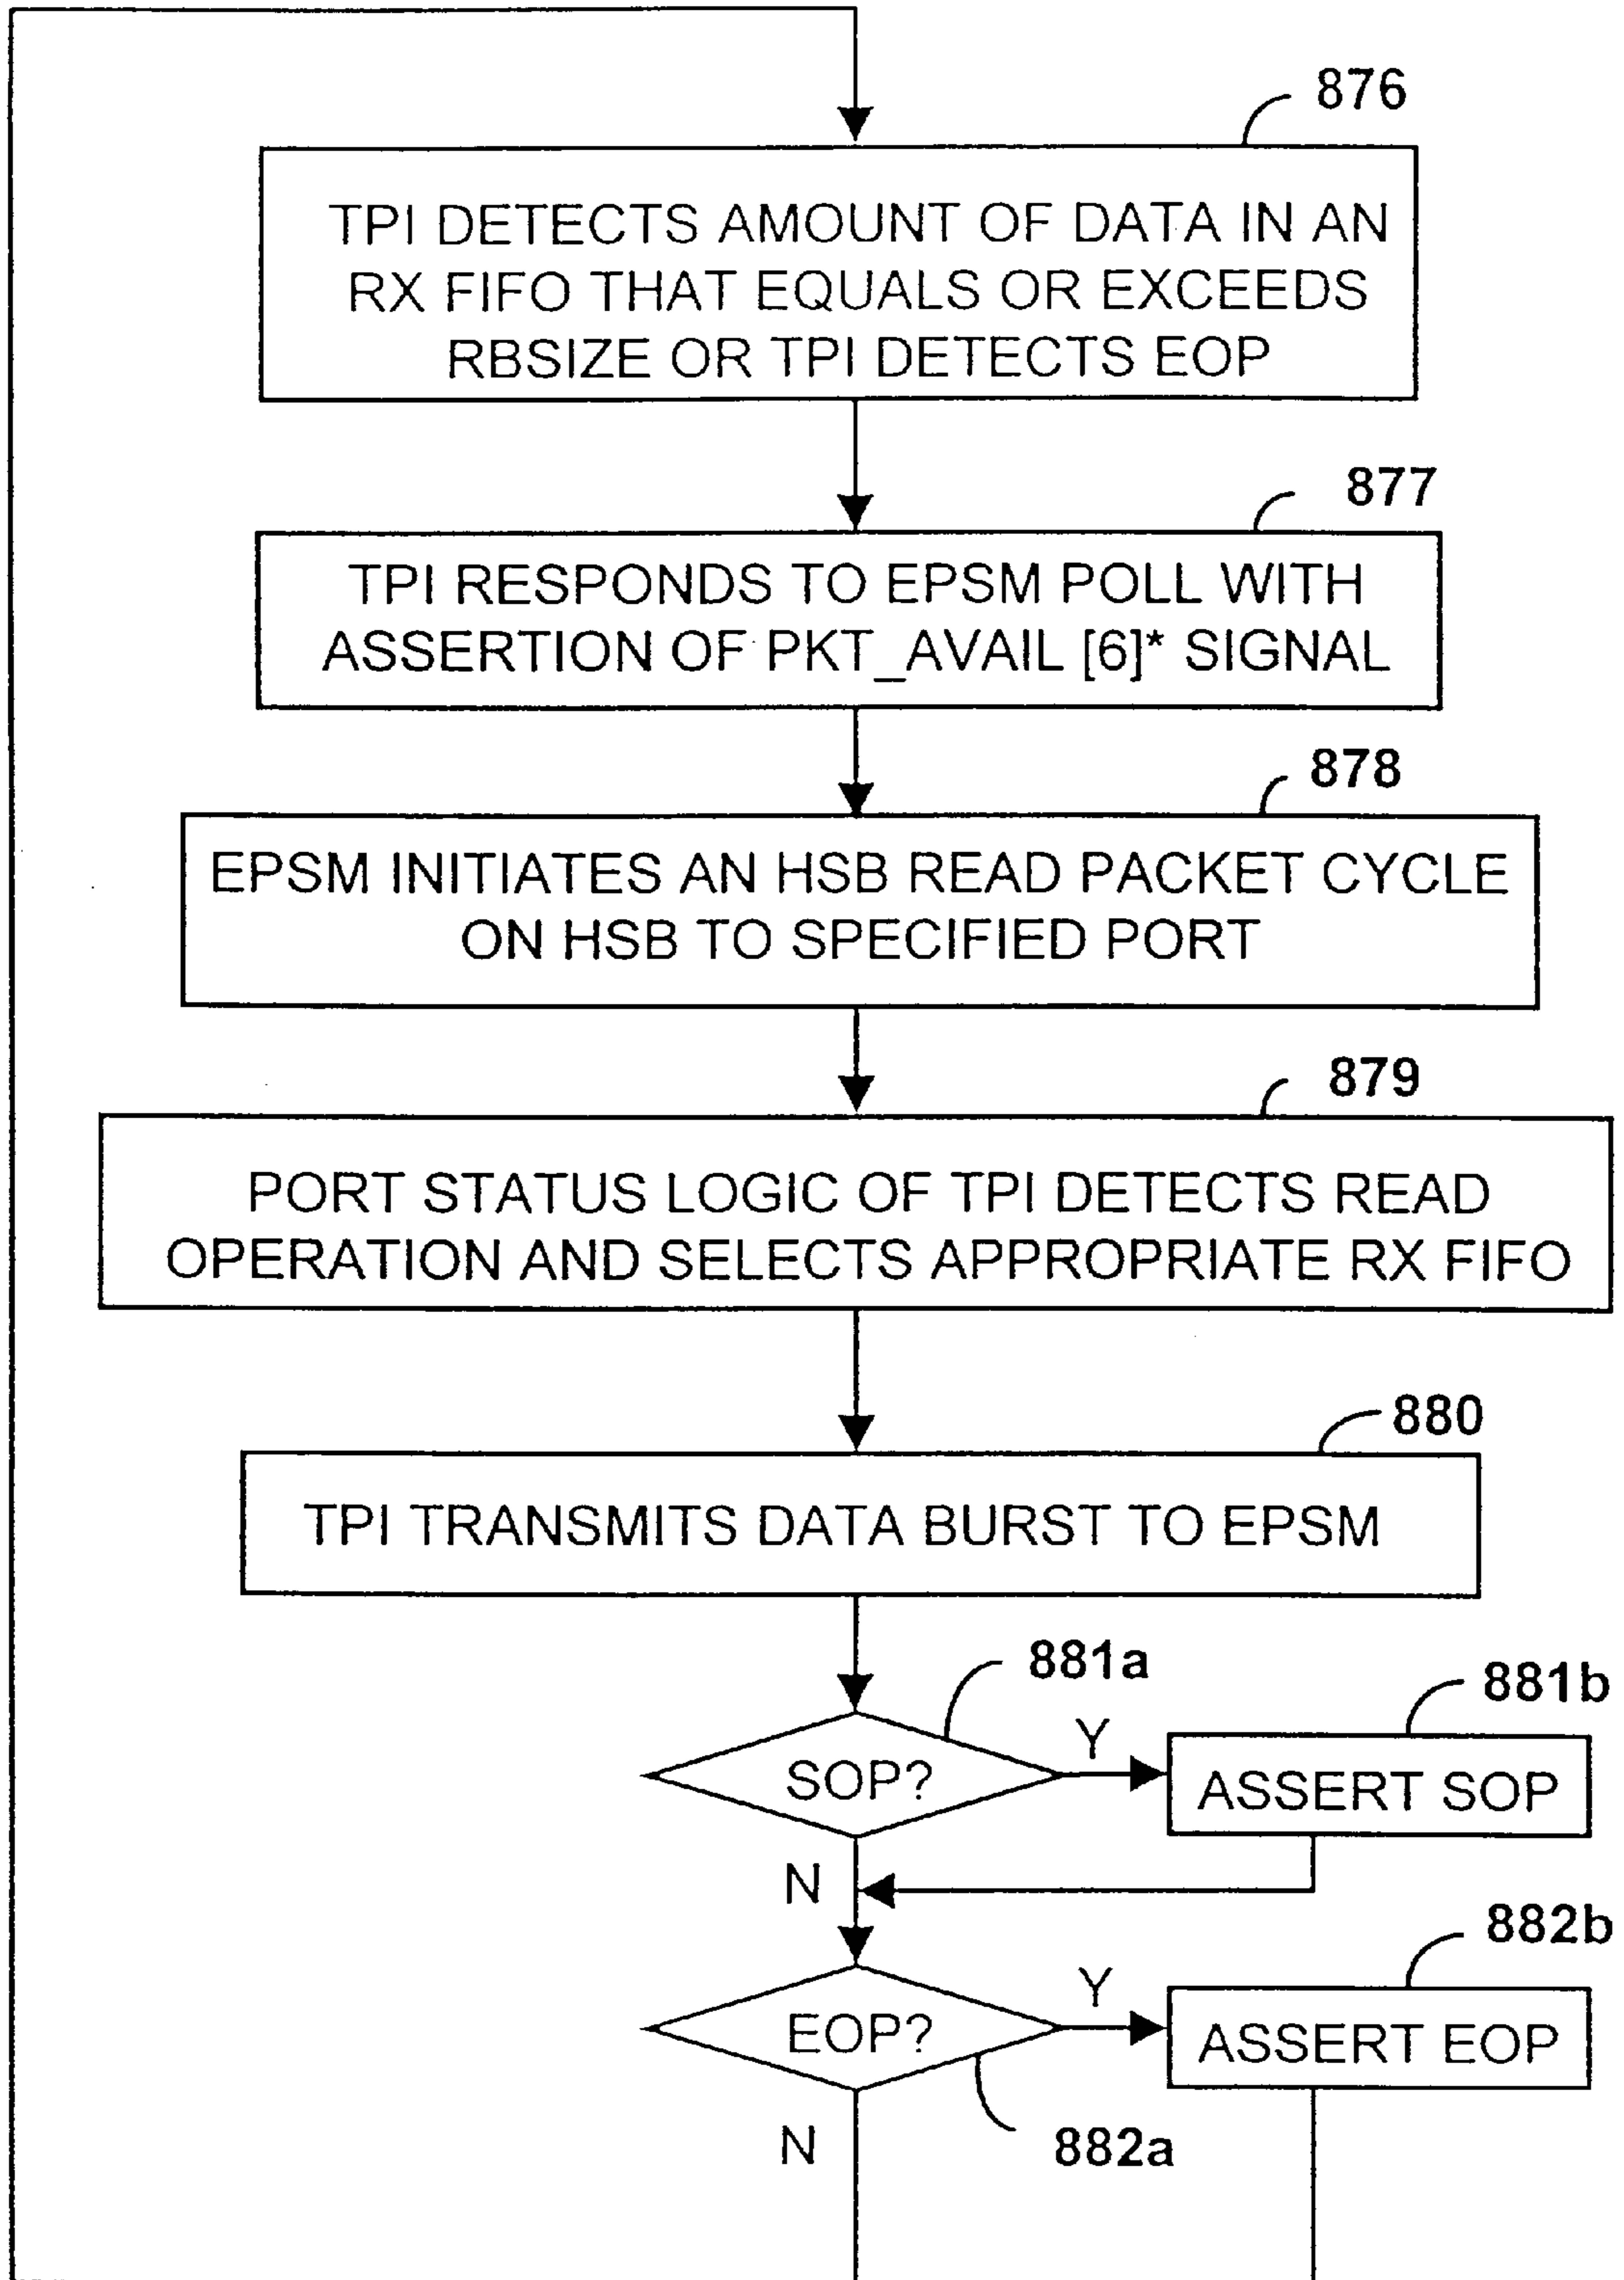 876
TPI DETECTS AMOUNT OF DATA IN AN
RX FIFO THAT EQUALS OR EXCEEDS
RBSIZE OR TPI DETECTS EOP
877
TPI RESPONDS TO EPSM POLL WITH
ASSERTION OF PKT_AVAIL [6]* SIGNAL
878
EPSM INITIATES AN HSB READ PACKET CYCLE
ON HSB TO SPECIFIED PORT
879
PORT STATUS LOGIC OF TPI DETECTS READ
OPERATION AND SELECTS APPROPRIATE RX FIFO
880
TPI TRANSMITS DATA BURST TO EPSM
881a
881b
SOP?
Y
ASSERT SOP
N
882b
EOP?
Y
ASSERT EOP
N
882a